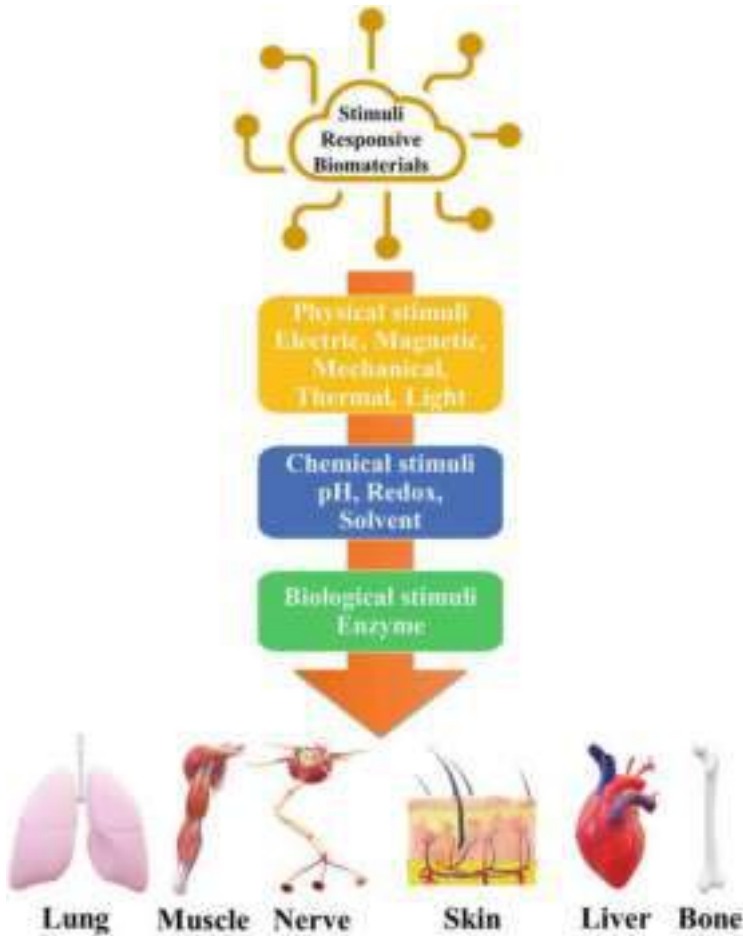 Stimuli
Responsive
Biomaterials
Physical stimuli
Electric, Magnetic,
Mechanical,
Thermal, Light
Chemical stimuli
pH, Redox,
Solvent
Biological stimuli
Enzyme
Lung Muscle Nerve Skin Liver Bone